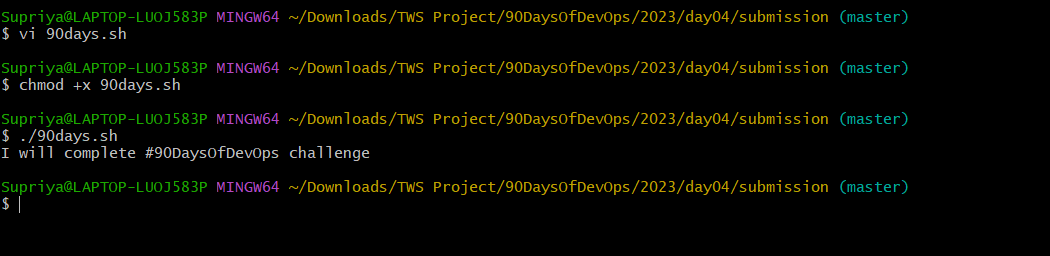 Supriya@LAPTOP-LUOJ583P MINGW64 ~/Downloads/TWS Project/90DaysOfDevOps/2023/day04/submission (master)
$ vi 90days.sh
Supriya@LAPTOP-LUOJ583P MINGW64 ~/Downloads/TWS Project/90DaysOfDevOps/2023/day04/submission (master)
$ chmod +x 90days.sh
Supriya@LAPTOP-LUOJ583P MINGW64 ~/Downloads/TWS Project/90DaysOfDevOps/2023/day04/submission (master)
$ ./90days.sh
I will complete #90DaysOfDevOps challenge
Supriya@LAPTOP-LUOJ583P MINGW64 ~/Downloads/TWS Project/90DaysOfDevOps/2023/day04/submission (master)
$